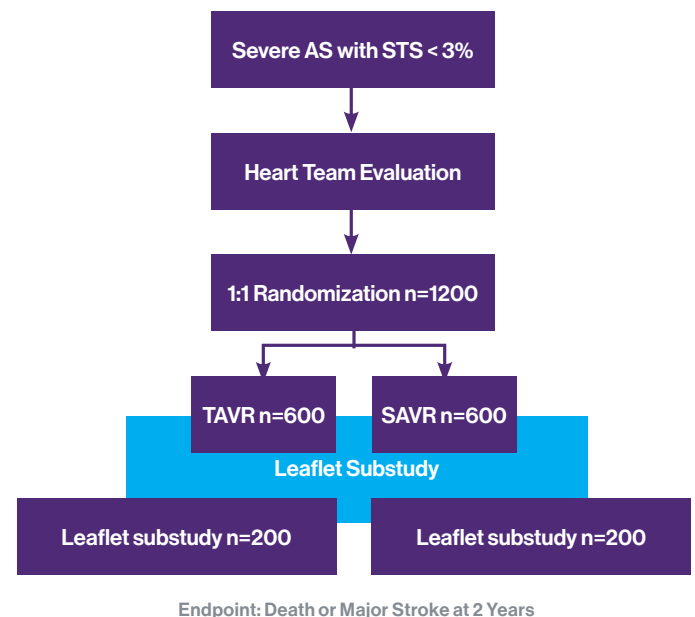 Severe AS with STS < 3%
Heart Team Evaluation
1:1 Randomization n=1200
TAVR n=600
SAVR n=600
Leaflet Substudy
Leaflet substudy n=200
Leaflet substudy n=200
Endpoint: Death or Major Stroke at 2 Years